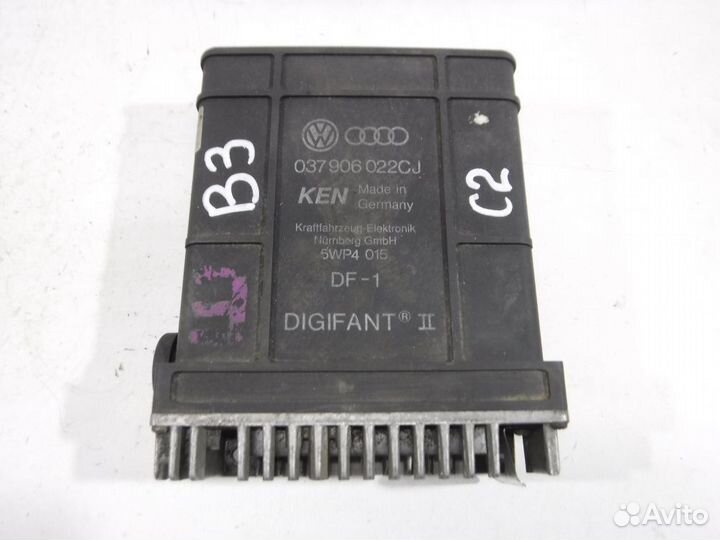 B3
C2
037 906 022CJ
KEN Made in Germany
Kraftfahrzeug-Elektronik
Nürnberg GmbH
5WP4 015
DF-1
DIGIFANT® II
Avito